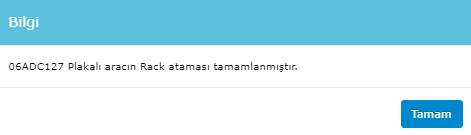 Bilgi
06ADC127 Plakalı aracın Rack ataması tamamlanmıştır.
Tamam